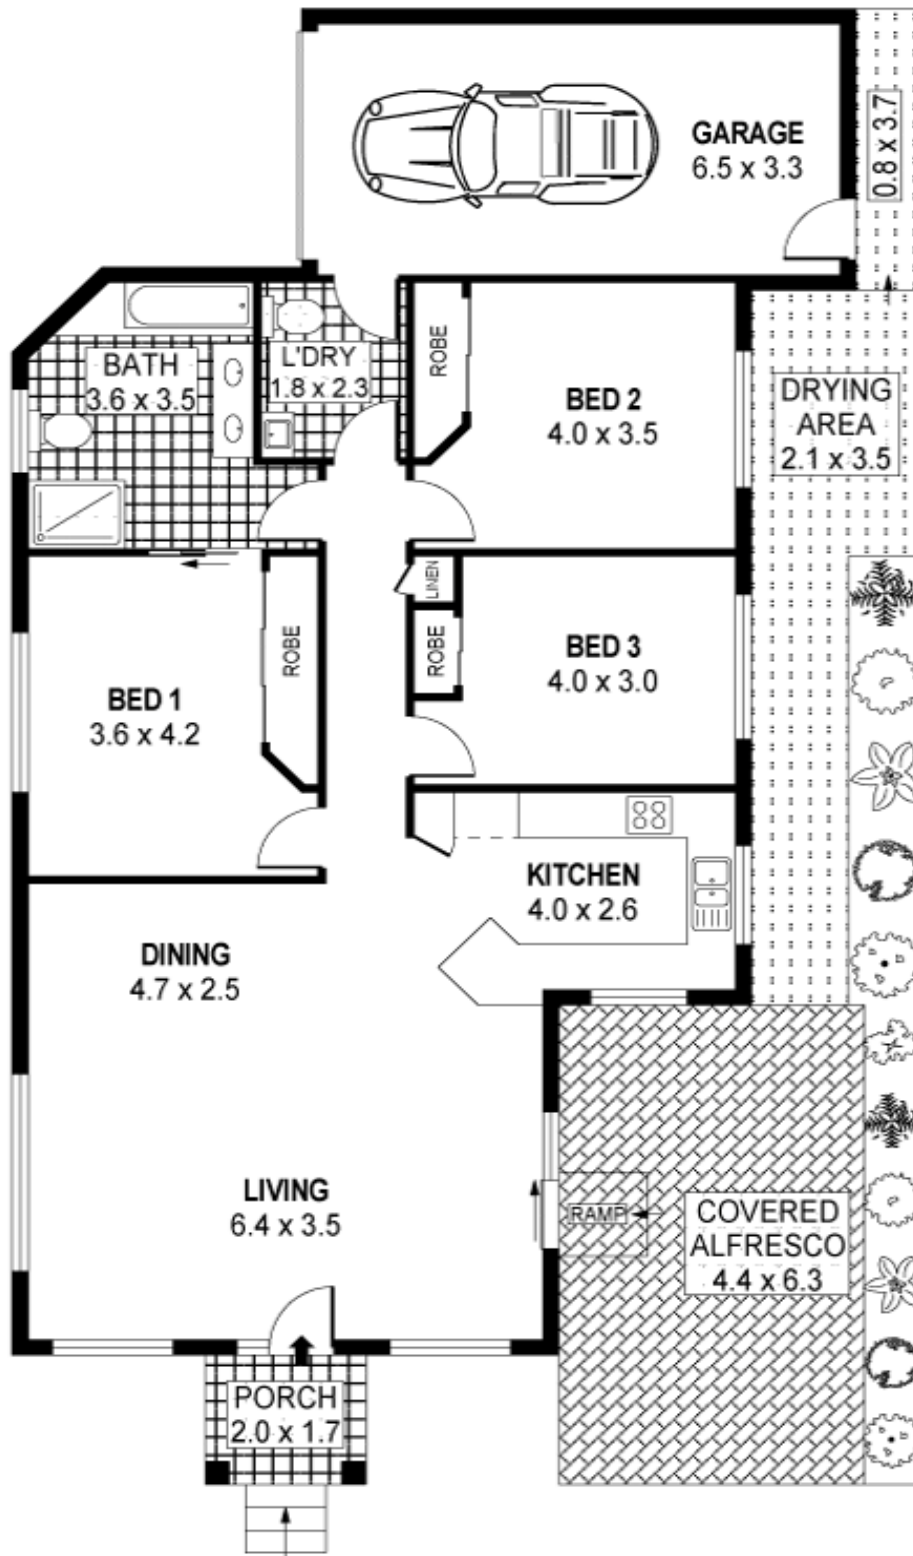 GARAGE
6.5 x 3.3
0.8 x 3.7
BATH
3.6 x 3.5
L'DRY
1.8 x 2.3
ROBE
BED 2
4.0 x 3.5
DRYING
AREA
2.1 x 3.5
LINEN
ROBE
BED 3
4.0 x 3.0
ROBE
BED 1
3.6 x 4.2
KITCHEN
4.0 x 2.6
DINING
4.7 x 2.5
LIVING
6.4 x 3.5
RAMP
COVERED
ALFRESCO
4.4 x 6.3
PORCH
2.0 x 1.7